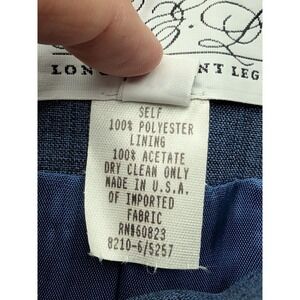 LON
NT LEG
SELF
100% POLYESTER
LINING
100% ACETATE
DRY CLEAN ONLY
MADE IN U.S.A.
OF IMPORTED
FABRIC
RN#60823
8210-6/5257